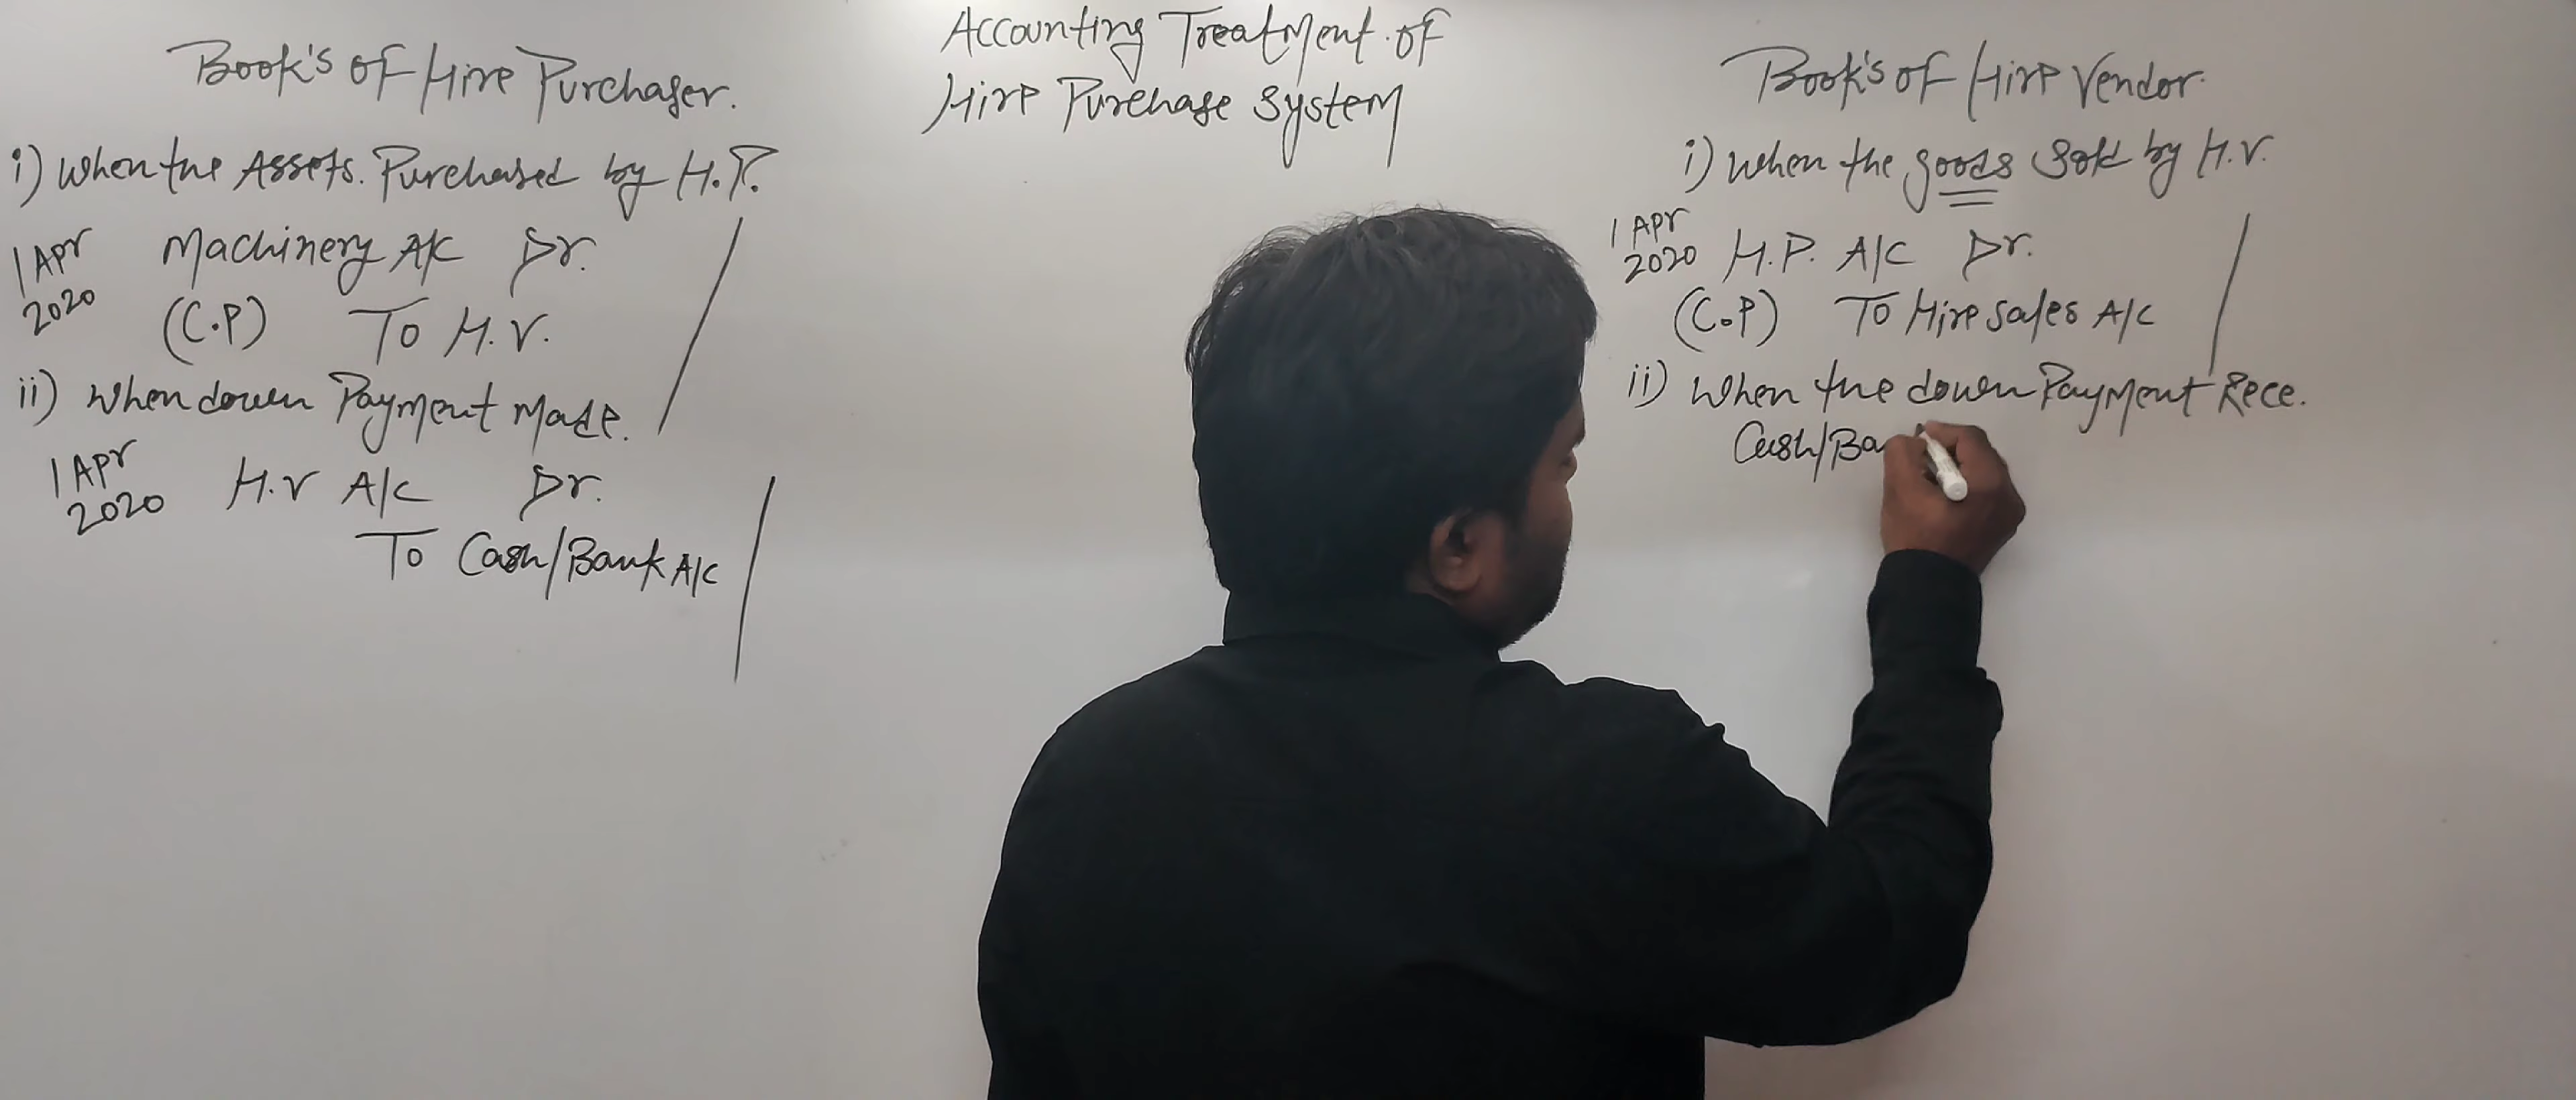 Accounting Treatment of
Hire Purchase System
Book's of Hire Purchaser.
i) When the Assets. Purchased by H.P.
1 Apr
2020
Machinery A/c Dr.
(C.P) To H.V.
ii) When down Payment Made.
1 Apr
2020
H.V A/c Dr.
To Cash/Bank A/c
Book's of Hire Vendor.
i) When the goods Sold by H.V.
1 Apr
2020
H.P. A/c Dr.
(C.P) To Hire Sales A/c
ii) When the down Payment Rece.
Cash/Ba